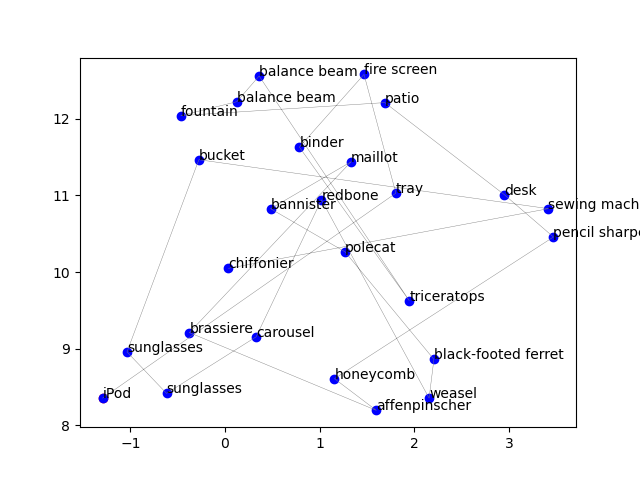 balance beam
fire screen
balance beam
patio
fountain
binder
bucket
maillot
tray
desk
redbone
bannister
sewing mach
pencil sharpe
polecat
chiffonier
triceratops
brassiere
carousel
sunglasses
black-footed ferret
honeycomb
sunglasses
iPod
weasel
affenpinscher
12
11
10
9
8
−1
0
1
2
3